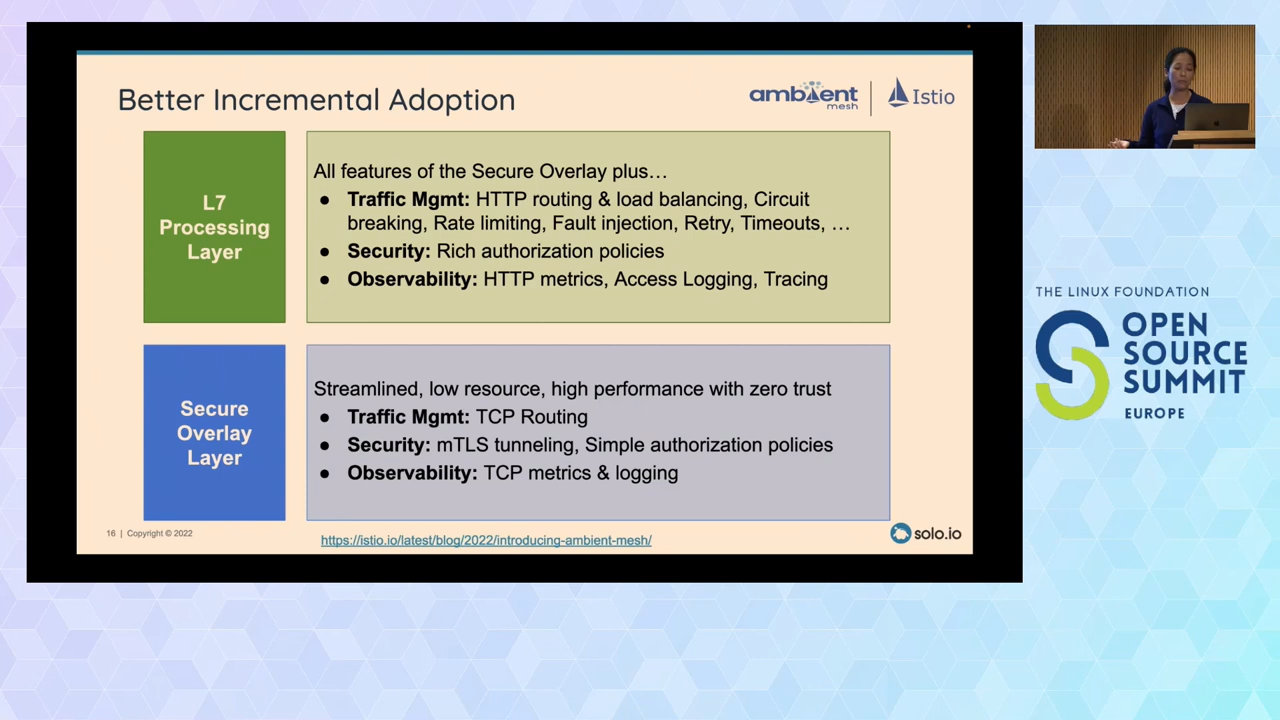 Better Incremental Adoption
ambient
mesh
Istio
L7
Processing
Layer
All features of the Secure Overlay plus…
● Traffic Mgmt: HTTP routing & load balancing, Circuit
breaking, Rate limiting, Fault injection, Retry, Timeouts, …
● Security: Rich authorization policies
● Observability: HTTP metrics, Access Logging, Tracing
Secure
Overlay
Layer
Streamlined, low resource, high performance with zero trust
● Traffic Mgmt: TCP Routing
● Security: mTLS tunneling, Simple authorization policies
● Observability: TCP metrics & logging
16 | Copyright © 2022
https://istio.io/latest/blog/2022/introducing-ambient-mesh/
solo.io
THE LINUX FOUNDATION
OPEN
SOURCE
SUMMIT
EUROPE